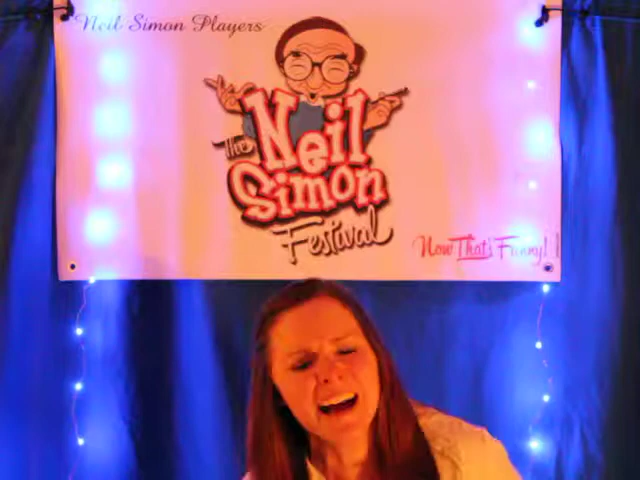 Neil Simon Players
The
Neil
Simon
Festival
Now That's Funny!